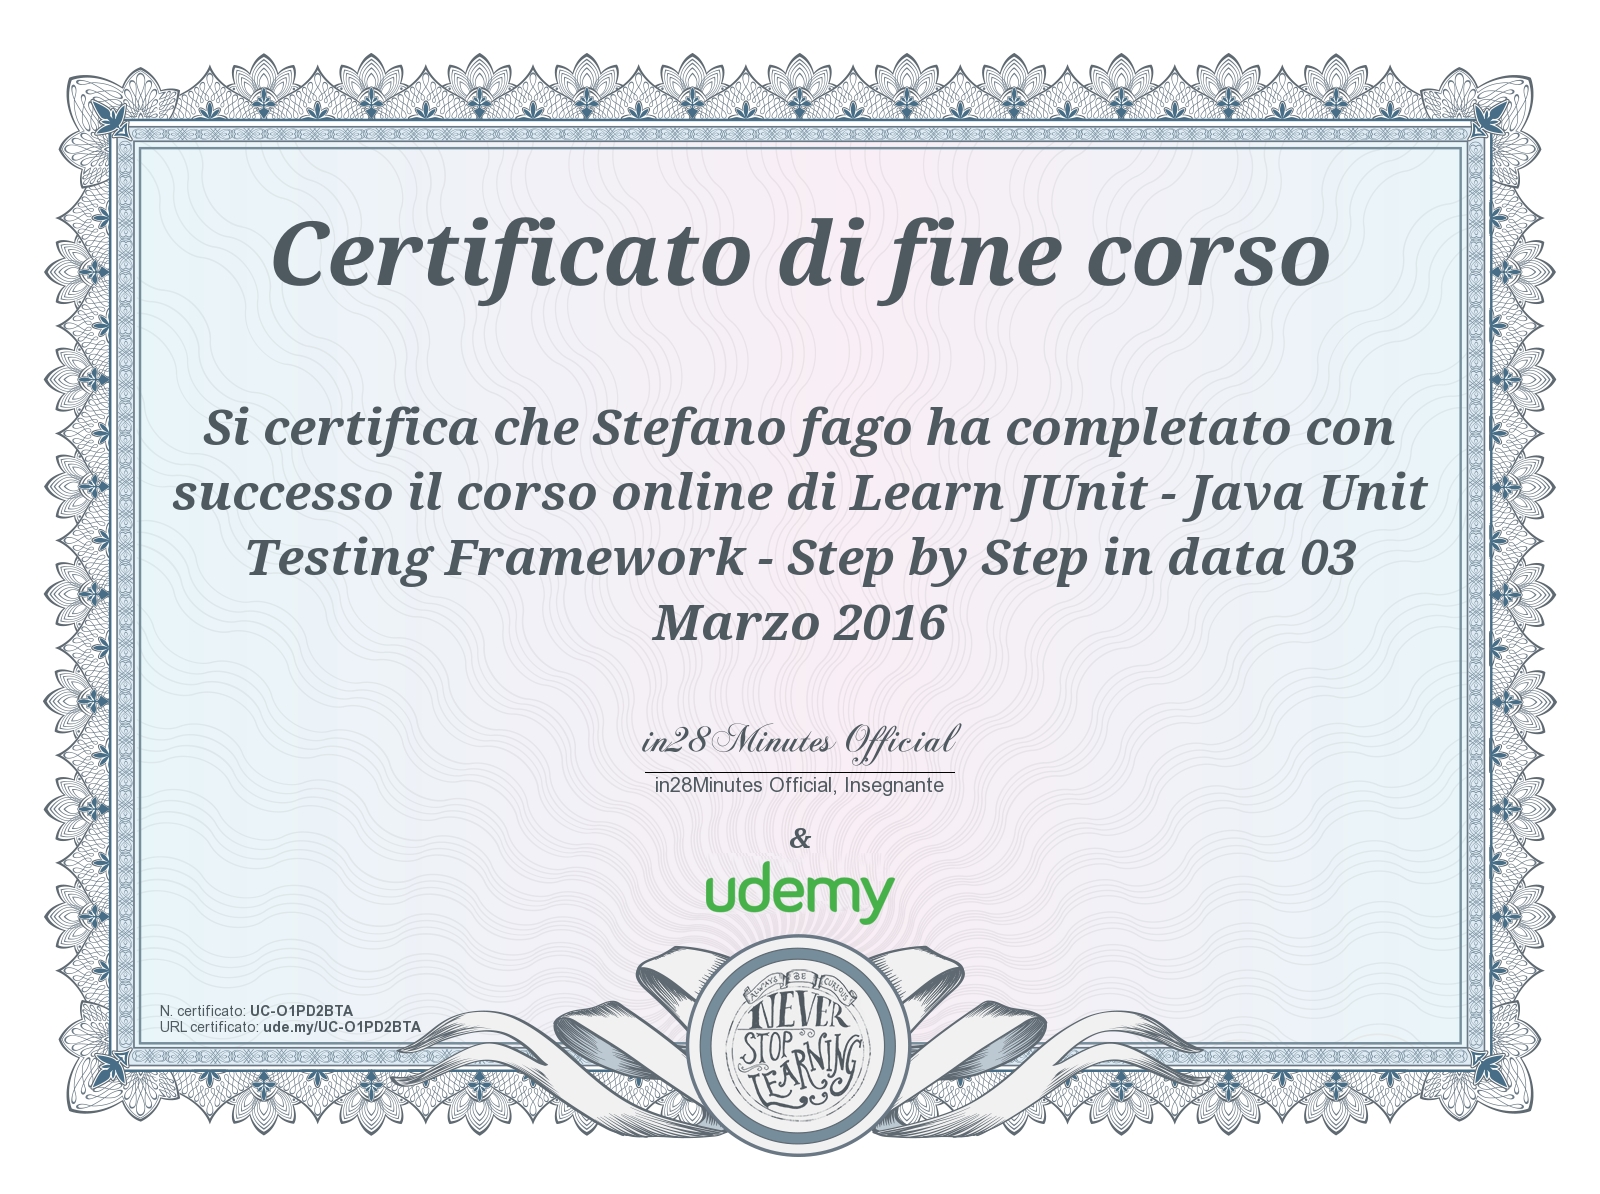 Certificato di fine corso
Si certifica che Stefano fago ha completato con
successo il corso online di Learn JUnit - Java Unit
Testing Framework - Step by Step in data 03
Marzo 2016
in28Minutes Official
in28Minutes Official, Insegnante
&
udemy
ALWAYS BE CURIOUS
NEVER
STOP
LEARNING
N. certificato: UC-O1PD2BTA
URL certificato: ude.my/UC-O1PD2BTA